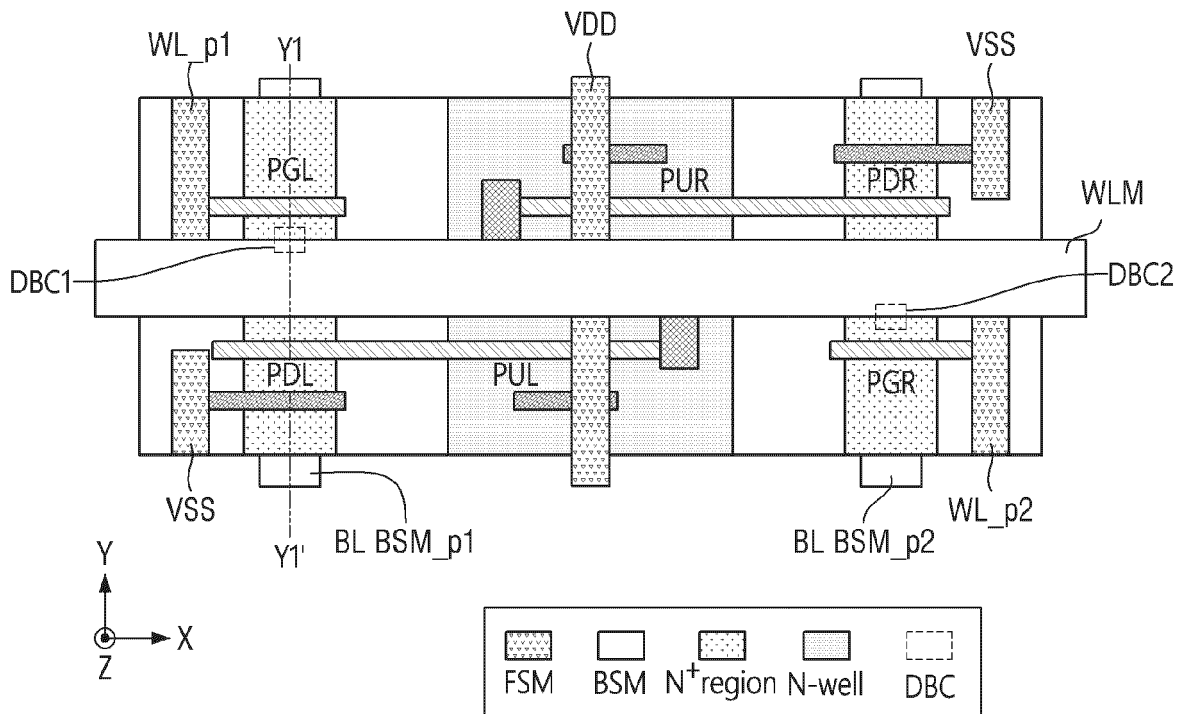 VDD
WL_p1
Y1
VSS
PGL
PUR
PDR
WLM
DBC1
DBC2
PDL
PUL
PGR
VSS
WL_p2
Y1'
BL BSM_p1
BL BSM_p2
Y
X
Z
FSM
BSM
N+region
N-well
DBC